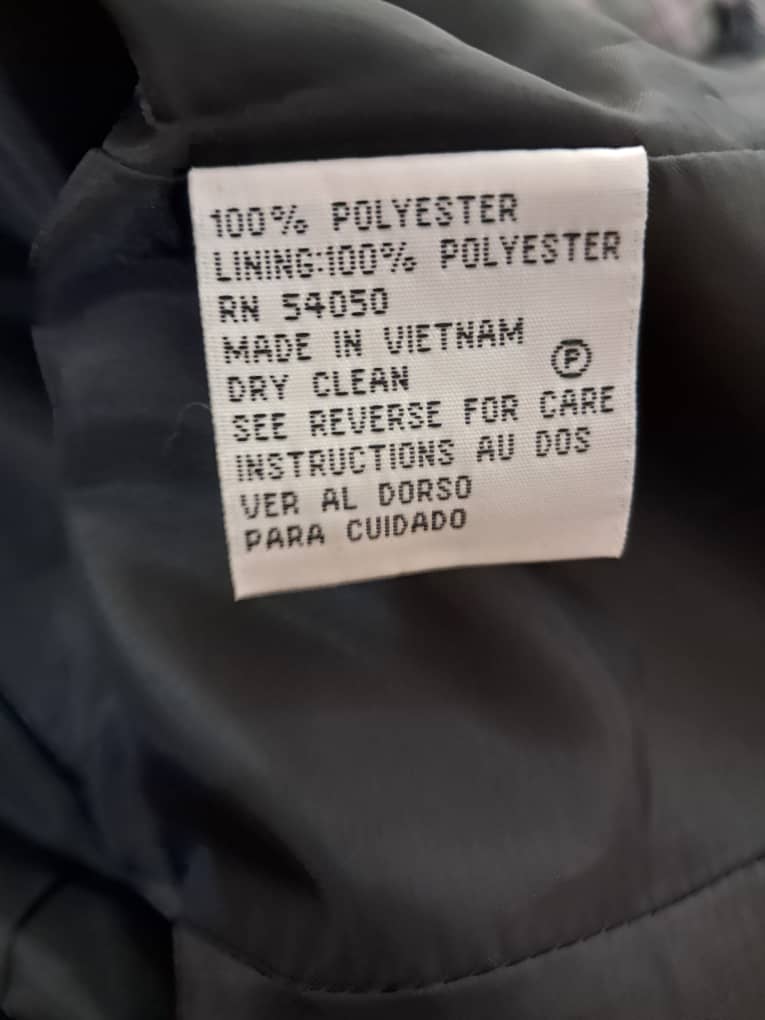 100% POLYESTER
LINING:100% POLYESTER
RN 54050
MADE IN VIETNAM
DRY CLEAN Ⓟ
SEE REVERSE FOR CARE
INSTRUCTIONS AU DOS
VER AL DORSO
PARA CUIDADO